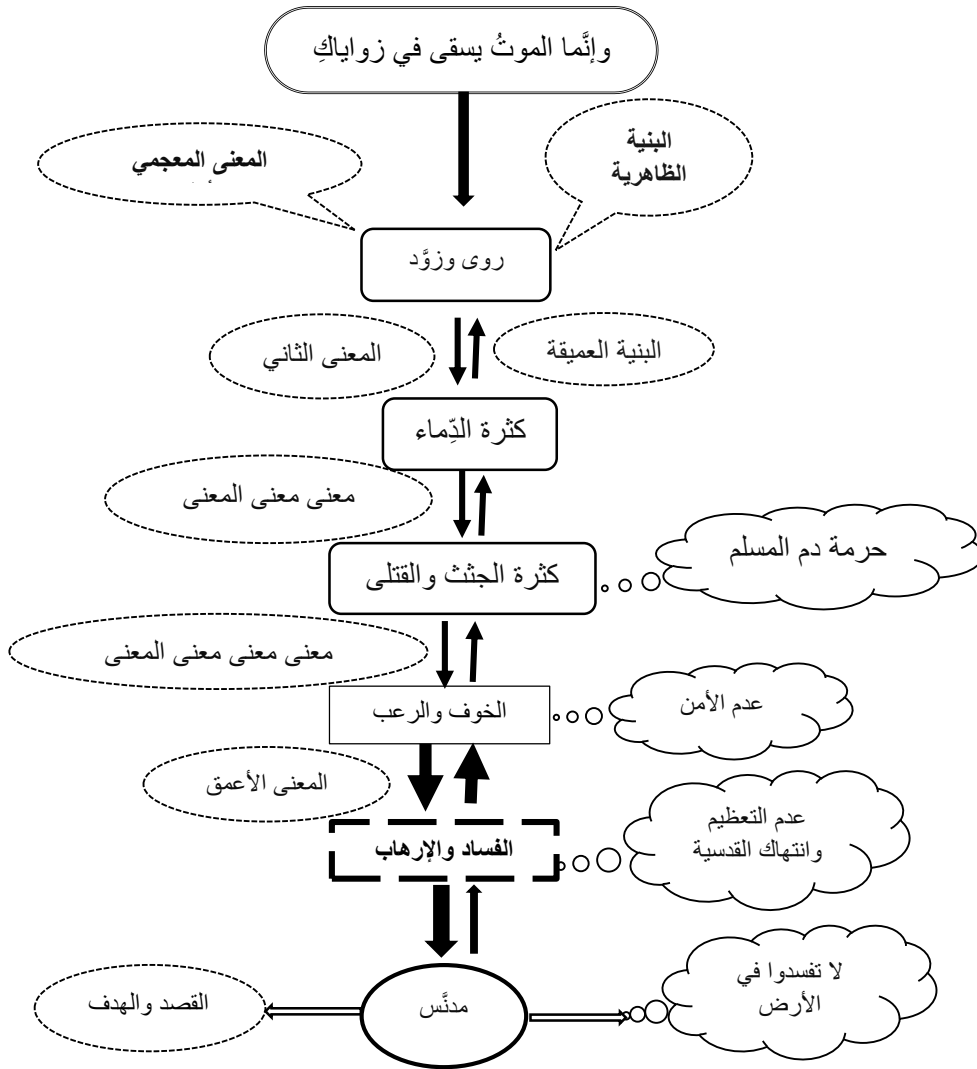 وإنَّما الموتُ يسقى في زواياكِ
البنية
الظاهرية
المعنى المعجمي
روى وزوَّد
البنية العميقة
المعنى الثاني
كثرة الدِّماء
معنى معنى المعنى
حرمة دم المسلم
كثرة الجثث والقتلى
معنى معنى معنى المعنى
عدم الأمن
الخوف والرعب
المعنى الأعمق
عدم التعظيم
وانتهاك القدسية
الفساد والإرهاب
لا تفسدوا في
الأرض
مدنَّس
القصد والهدف